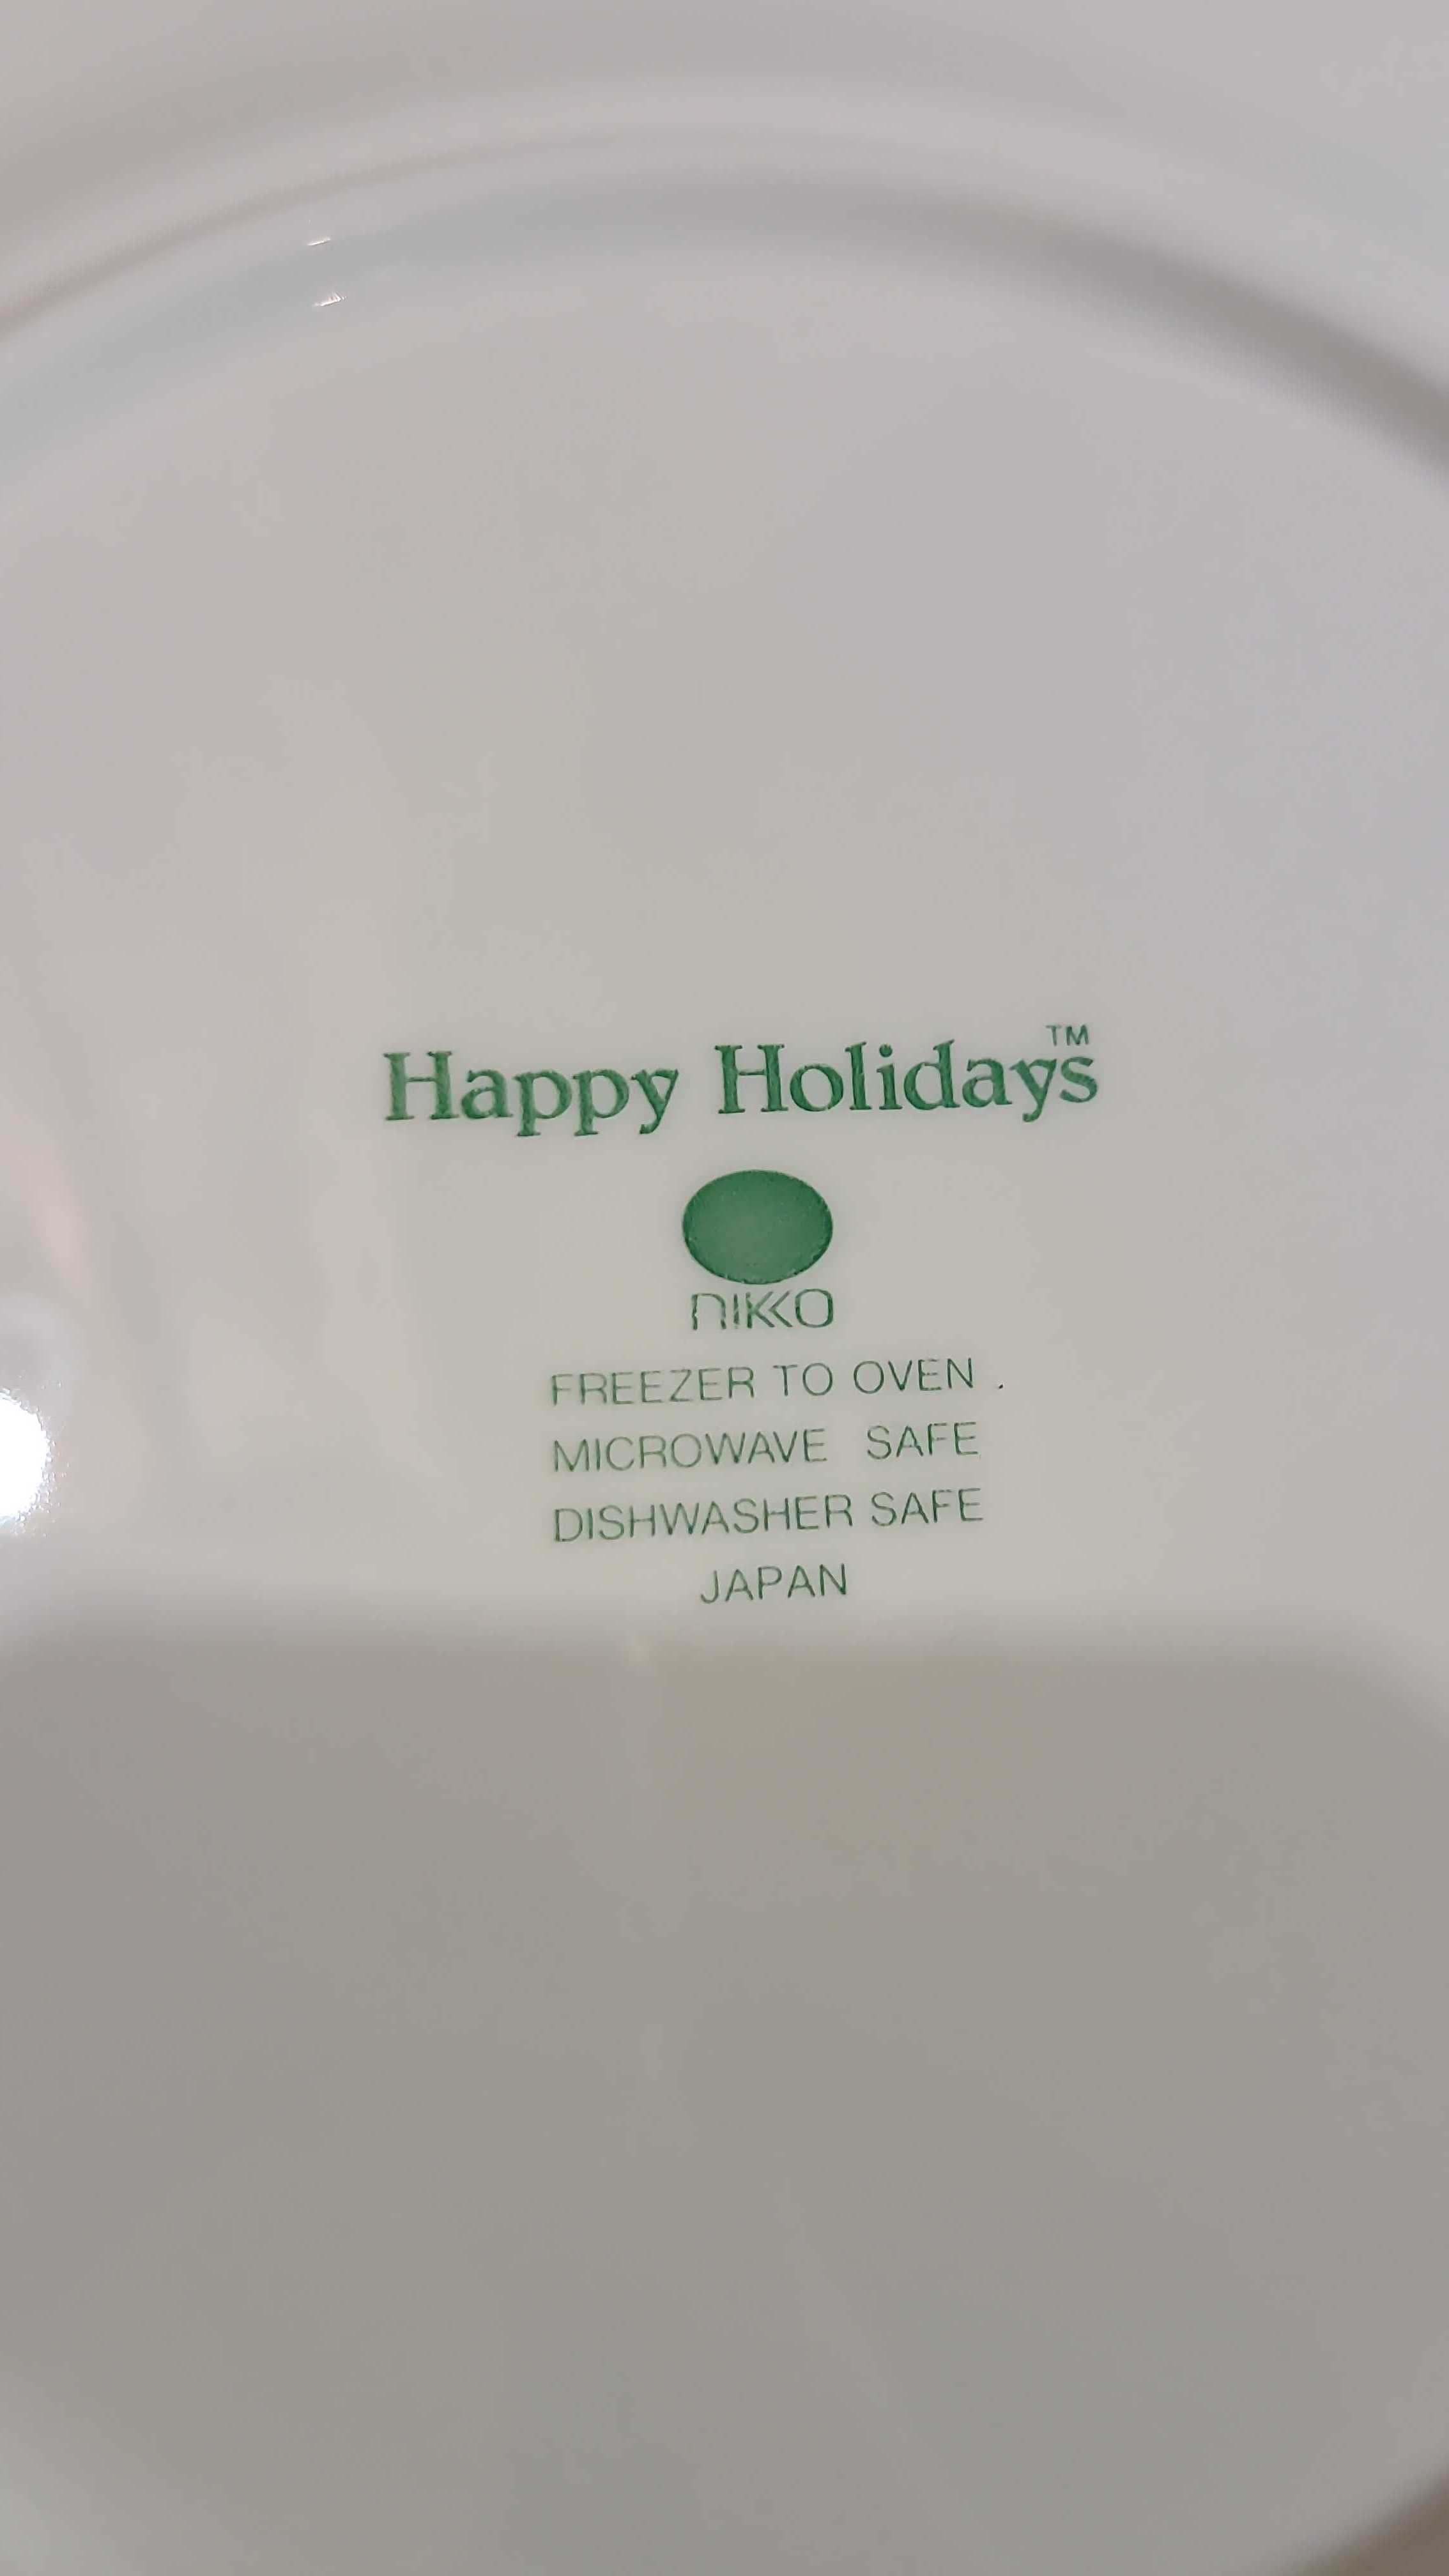 Happy Holidays™
NIKKO
FREEZER TO OVEN .
MICROWAVE SAFE
DISHWASHER SAFE
JAPAN